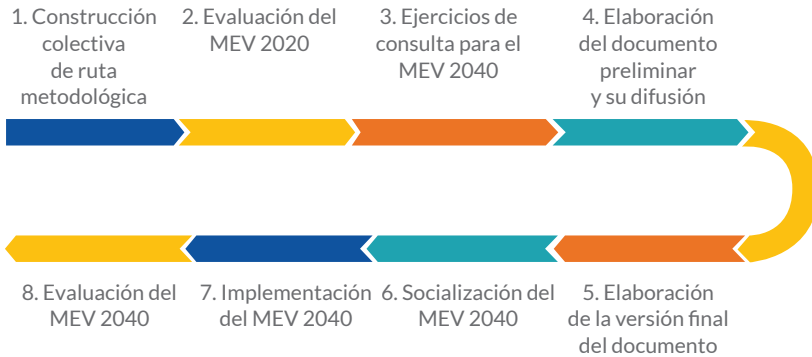 1. Construcción
colectiva
de ruta
metodológica
2. Evaluación del
MEV 2020
3. Ejercicios de
consulta para el
MEV 2040
4. Elaboración
del documento
preliminar
y su difusión
5. Elaboración
de la versión final
del documento
6. Socialización del
MEV 2040
7. Implementación
del MEV 2040
8. Evaluación del
MEV 2040